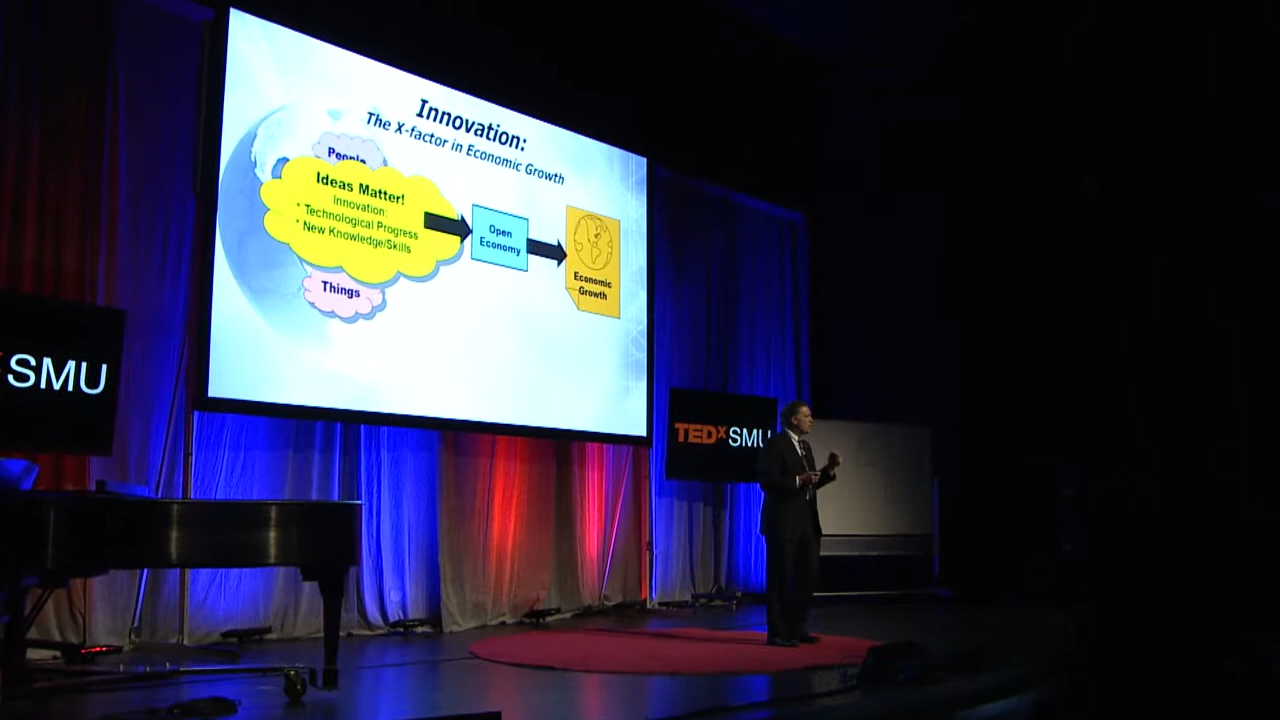 Innovation:
The X-factor in Economic Growth
People
Ideas Matter!
Innovation:
* Technological Progress
* New Knowledge/Skills
Open
Economy
Economic
Growth
Things
xSMU
TEDxSMU